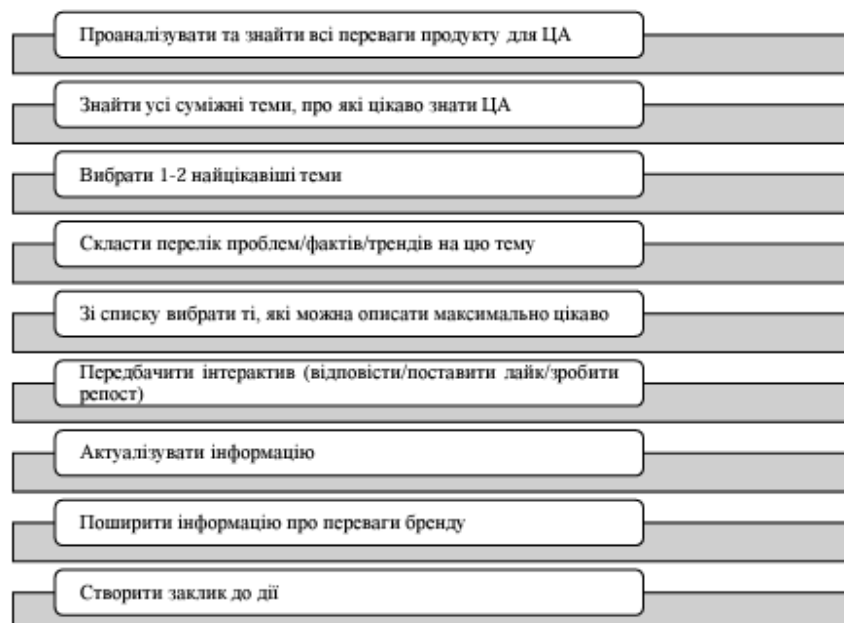 Проаналізувати та знайти всі переваги продукту для ЦА
Знайти усі суміжні теми, про які цікаво знати ЦА
Вибрати 1-2 найцікавіші теми
Скласти перелік проблем/фактів/трендів на цю тему
Зі списку вибрати ті, які можна описати максимально цікаво
Передбачити інтерактив (відповісти/поставити лайк/зробити
репост)
Актуалізувати інформацію
Поширити інформацію про переваги бренду
Створити заклик до дії